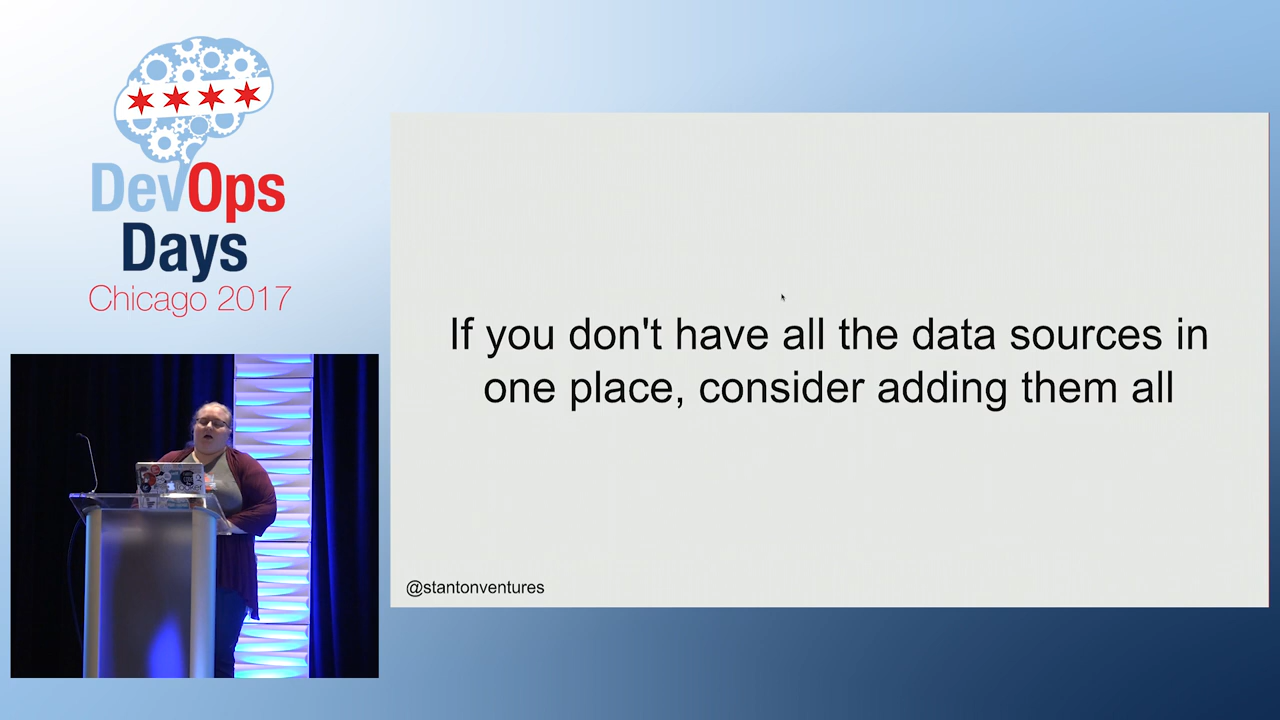 DevOps
Days
Chicago 2017
If you don't have all the data sources in
one place, consider adding them all
@stantonventures